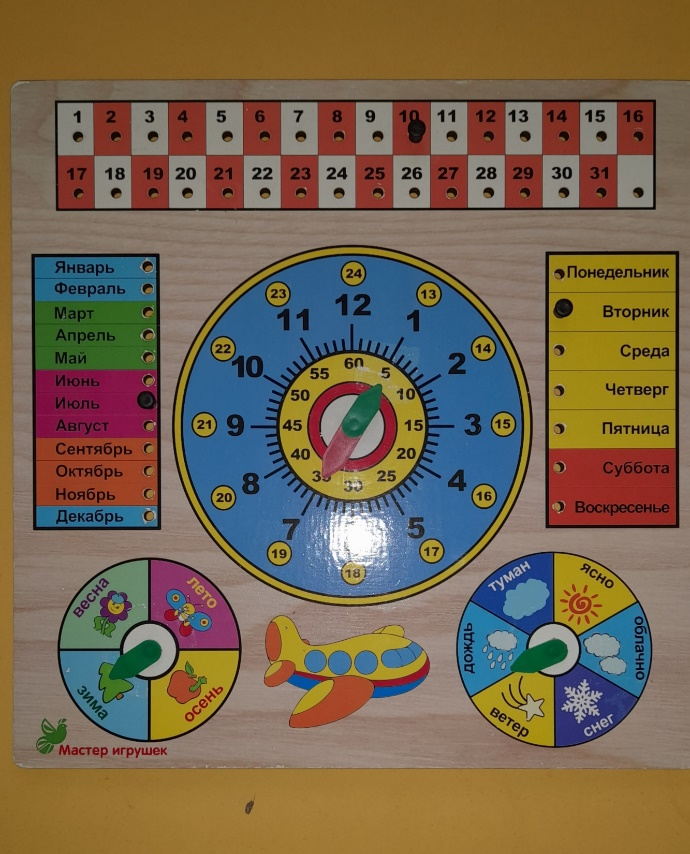 1 2 3 4 5 6 7 8 9 10 11 12 13 14 15 16
17 18 19 20 21 22 23 24 25 26 27 28 29 30 31
Январь
Февраль
Март
Апрель
Май
Июнь
Июль
Август
Сентябрь
Октябрь
Ноябрь
Декабрь
24
23 12 13
11 1
22 60 14
10 55 5 2
50 10
21 9 45 15 3 15
40 20
8 35 30 25 4
20 16
7 5
19 17
18
Понедельник
Вторник
Среда
Четверг
Пятница
Суббота
Воскресенье
весна
лето
зима
осень
туман
ясно
дождь
облачно
ветер
снег
Мастер игрушек